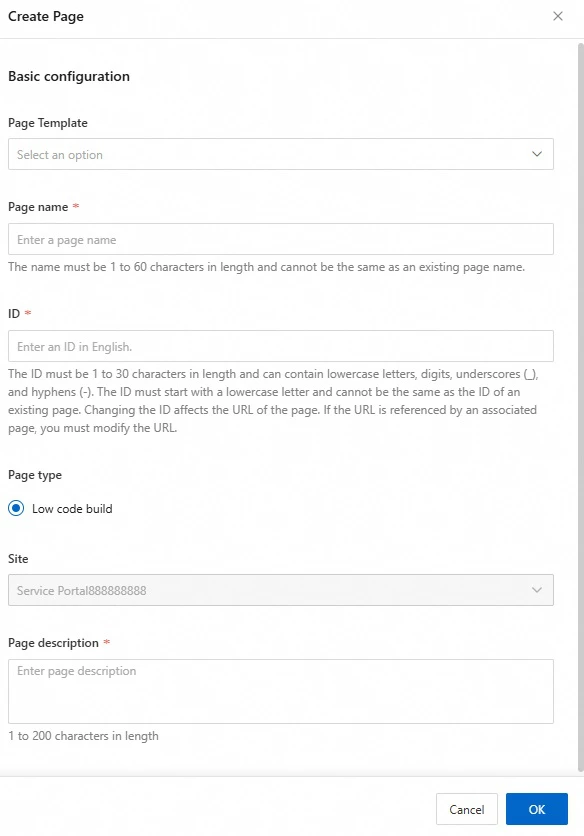 Create Page
Basic configuration
Page Template
Select an option
Page name *
Enter a page name
The name must be 1 to 60 characters in length and cannot be the same as an existing page name.
ID *
Enter an ID in English.
The ID must be 1 to 30 characters in length and can contain lowercase letters, digits, underscores (_),
and hyphens (-). The ID must start with a lowercase letter and cannot be the same as the ID of an
existing page. Changing the ID affects the URL of the page. If the URL is referenced by an associated
page, you must modify the URL.
Page type
Low code build
Site
Service Portal888888888
Page description *
Enter page description
1 to 200 characters in length
Cancel
OK